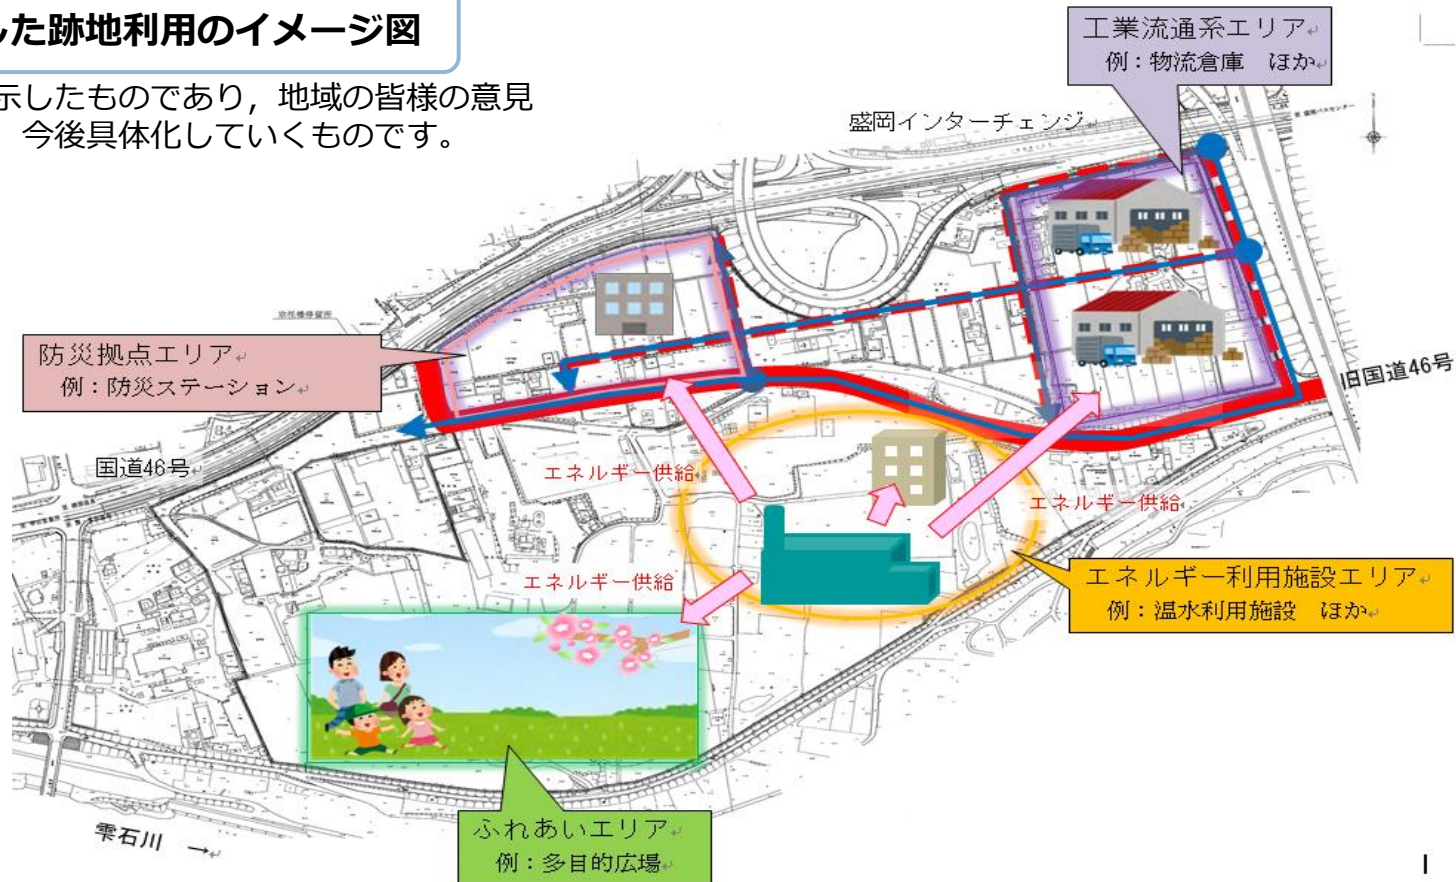 した跡地利用のイメージ図
示したものであり，地域の皆様の意見
今後具体化していくものです。
工業流通系エリア
例：物流倉庫　ほか
盛岡インターチェンジ
防災拠点エリア
例：防災ステーション
旧国道46号
国道46号
エネルギー供給
エネルギー供給
エネルギー供給
エネルギー利用施設エリア
例：温水利用施設　ほか
ふれあいエリア
例：多目的広場
雫石川　→
1